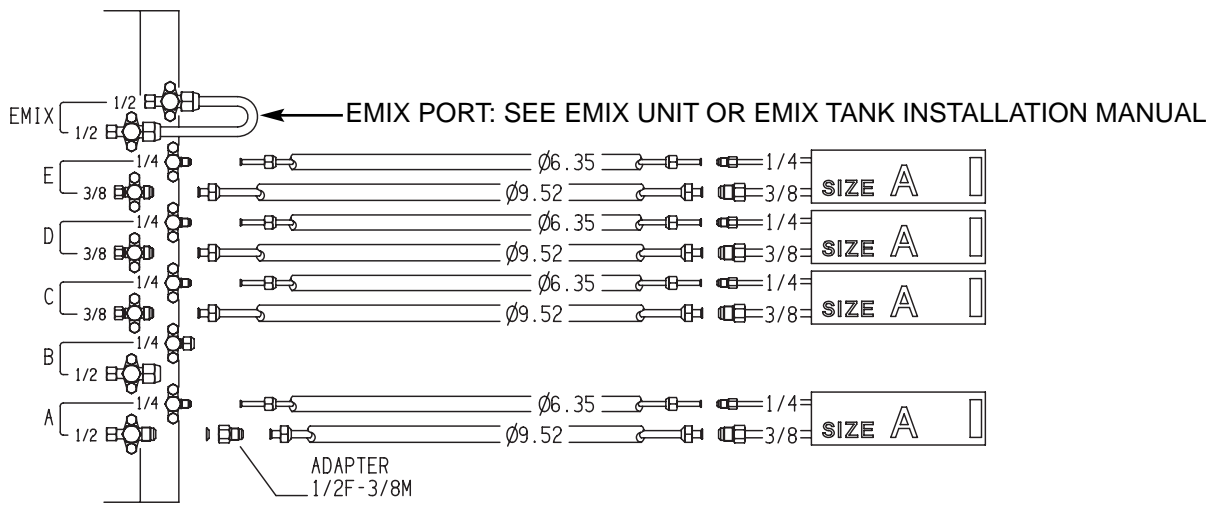 EMIX
1/2
1/2
EMIX PORT: SEE EMIX UNIT OR EMIX TANK INSTALLATION MANUAL
E
1/4
Ø6.35
1/4
3/8
Ø9.52
3/8
SIZE A
D
1/4
Ø6.35
1/4
3/8
Ø9.52
3/8
SIZE A
C
1/4
Ø6.35
1/4
3/8
Ø9.52
3/8
SIZE A
B
1/4
1/2
A
1/4
Ø6.35
1/4
1/2
Ø9.52
3/8
SIZE A
ADAPTER
1/2F-3/8M